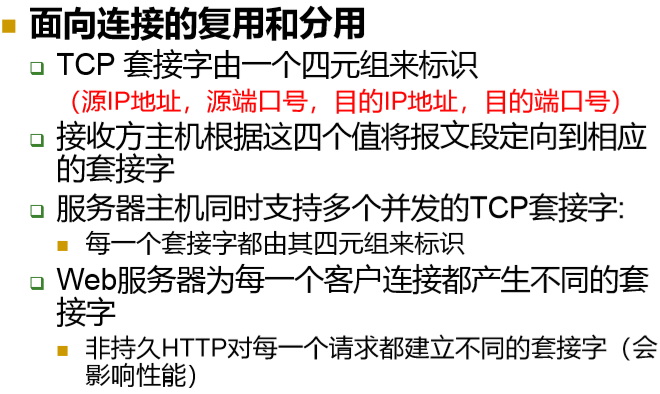 面向连接的复用和分用
TCP 套接字由一个四元组来标识
（源IP地址，源端口号，目的IP地址，目的端口号）
接收方主机根据这四个值将报文段定向到相应
的套接字
服务器主机同时支持多个并发的TCP套接字:
每一个套接字都由其四元组来标识
Web服务器为每一个客户连接都产生不同的套
接字
非持久HTTP对每一个请求都建立不同的套接字（会
影响性能）